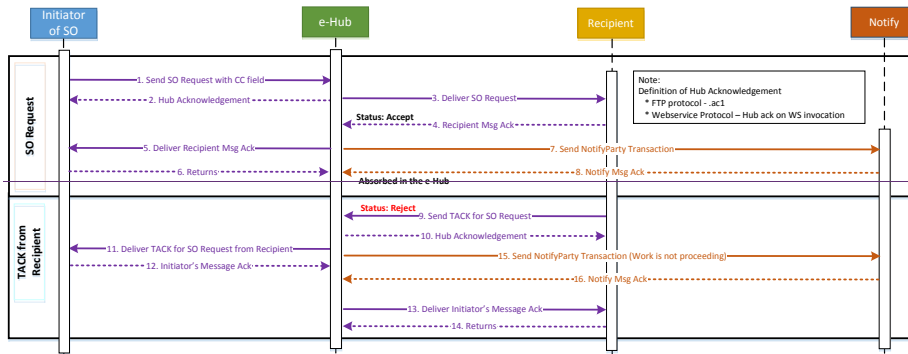 Initiator
of SO
e-Hub
Recipient
Notify
SO Request
1. Send SO Request with CC field
2. Hub Acknowledgement
3. Deliver SO Request
Note:
Definition of Hub Acknowledgement
* FTP protocol - .ac1
* Webservice Protocol – Hub ack on WS invocation
Status: Accept
4. Recipient Msg Ack
5. Deliver Recipient Msg Ack
7. Send NotifyParty Transaction
6. Returns
8. Notify Msg Ack
Absorbed in the e-Hub
TACK from
Recipient
Status: Reject
9. Send TACK for SO Request
10. Hub Acknowledgement
11. Deliver TACK for SO Request from Recipient
15. Send NotifyParty Transaction (Work is not proceeding)
12. Initiator's Message Ack
16. Notify Msg Ack
13. Deliver Initiator's Message Ack
14. Returns